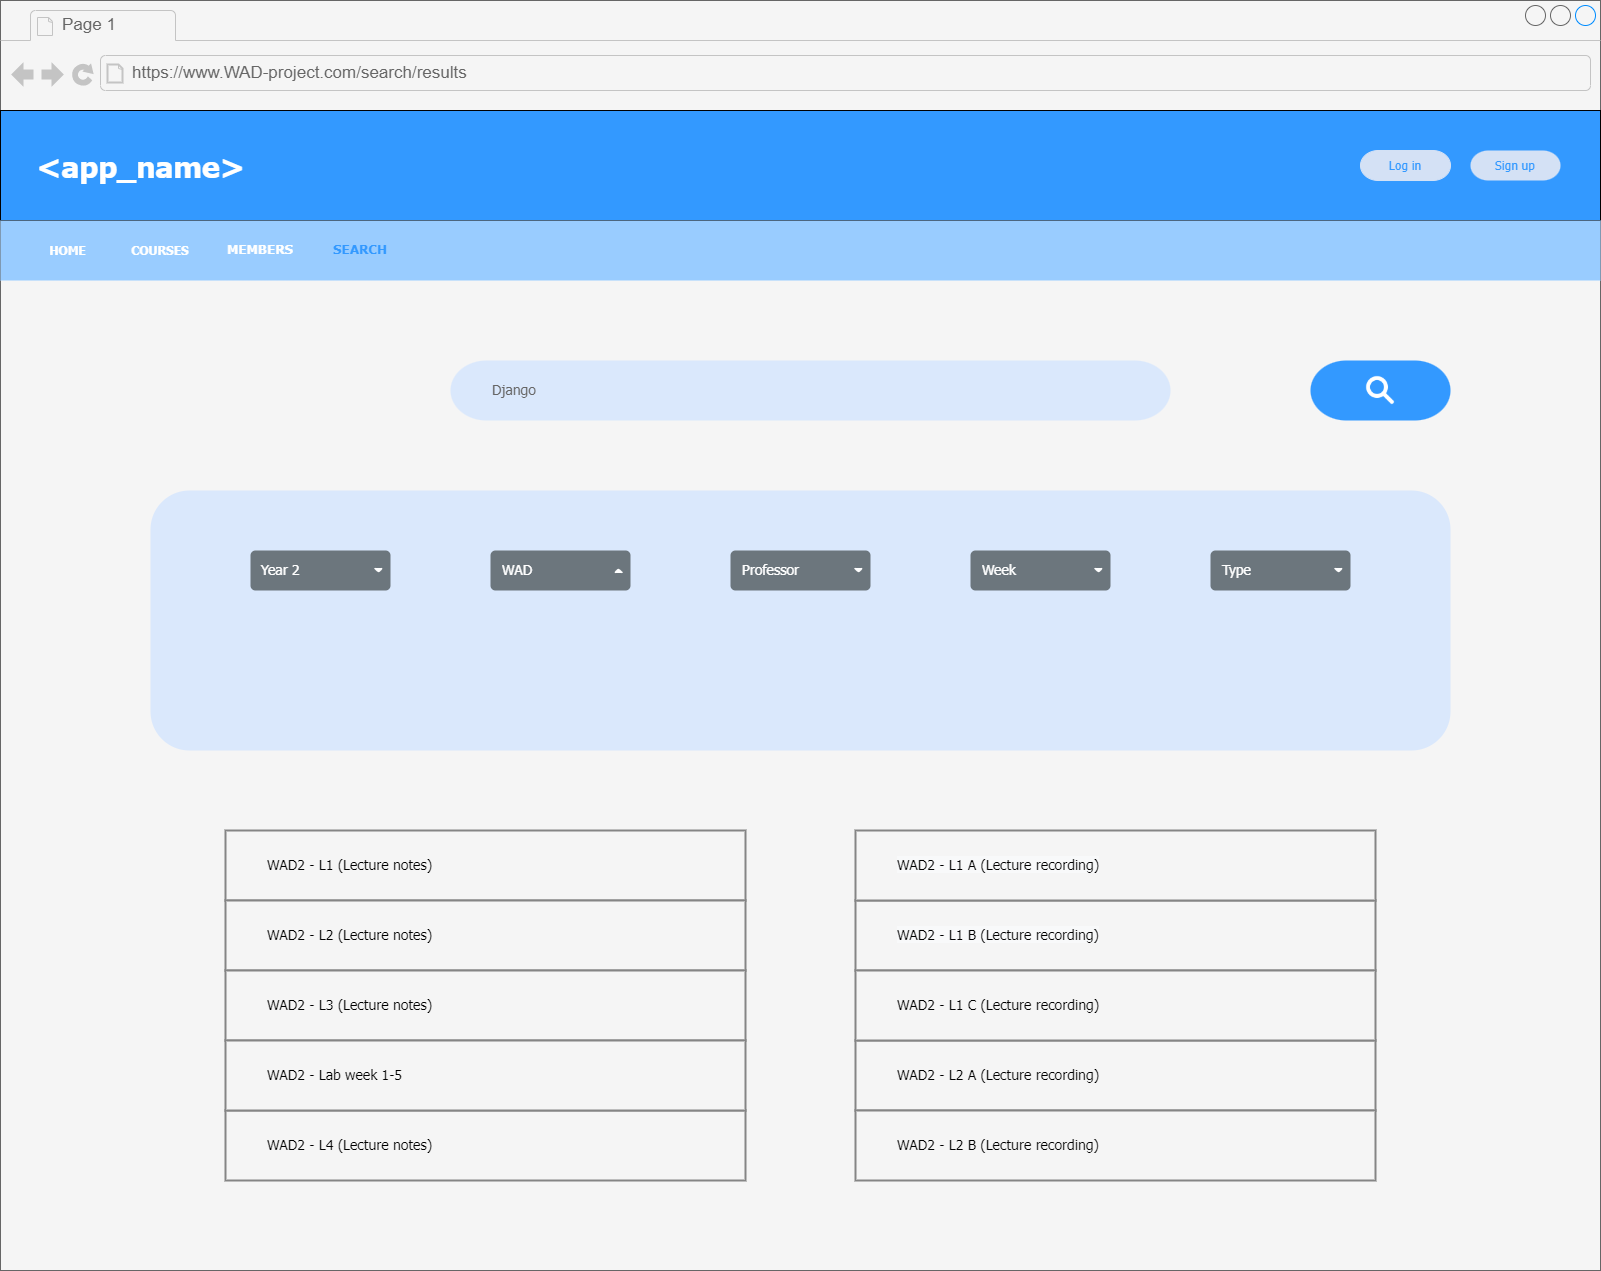 Page 1
https://www.WAD-project.com/search/results
<app_name>
Log in
Sign up
HOME
COURSES
MEMBERS
SEARCH
Django
Year 2
WAD
Professor
Week
Type
WAD2 - L1 (Lecture notes)
WAD2 - L2 (Lecture notes)
WAD2 - L3 (Lecture notes)
WAD2 - Lab week 1-5
WAD2 - L4 (Lecture notes)
WAD2 - L1 A (Lecture recording)
WAD2 - L1 B (Lecture recording)
WAD2 - L1 C (Lecture recording)
WAD2 - L2 A (Lecture recording)
WAD2 - L2 B (Lecture recording)